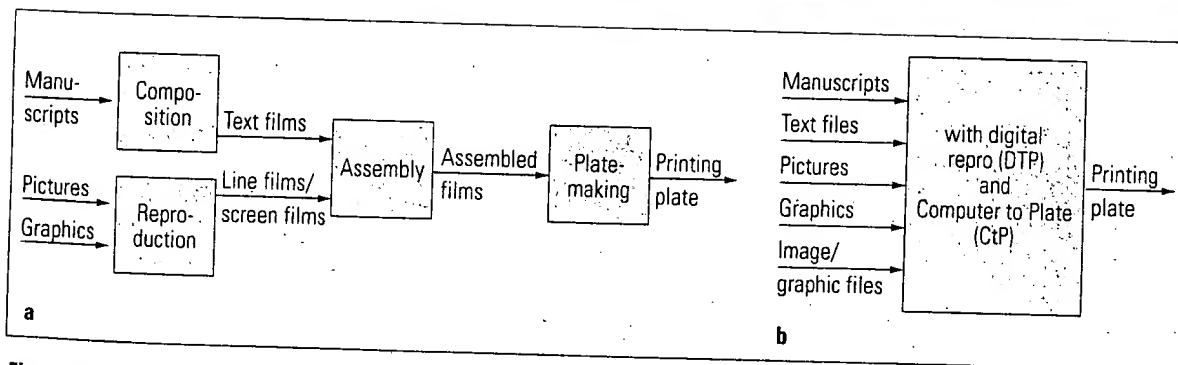 Manu-
scripts
Compo-
sition
Text films
Pictures
Graphics
Repro-
duction
Line films/
screen films
Assembly
Assembled
films
Plate-
making
Printing
plate
a
Manuscripts
Text files
Pictures
Graphics
Image/
graphic files
with digital
repro (DTP)
and
Computer to Plate
(CtP)
Printing
plate
b